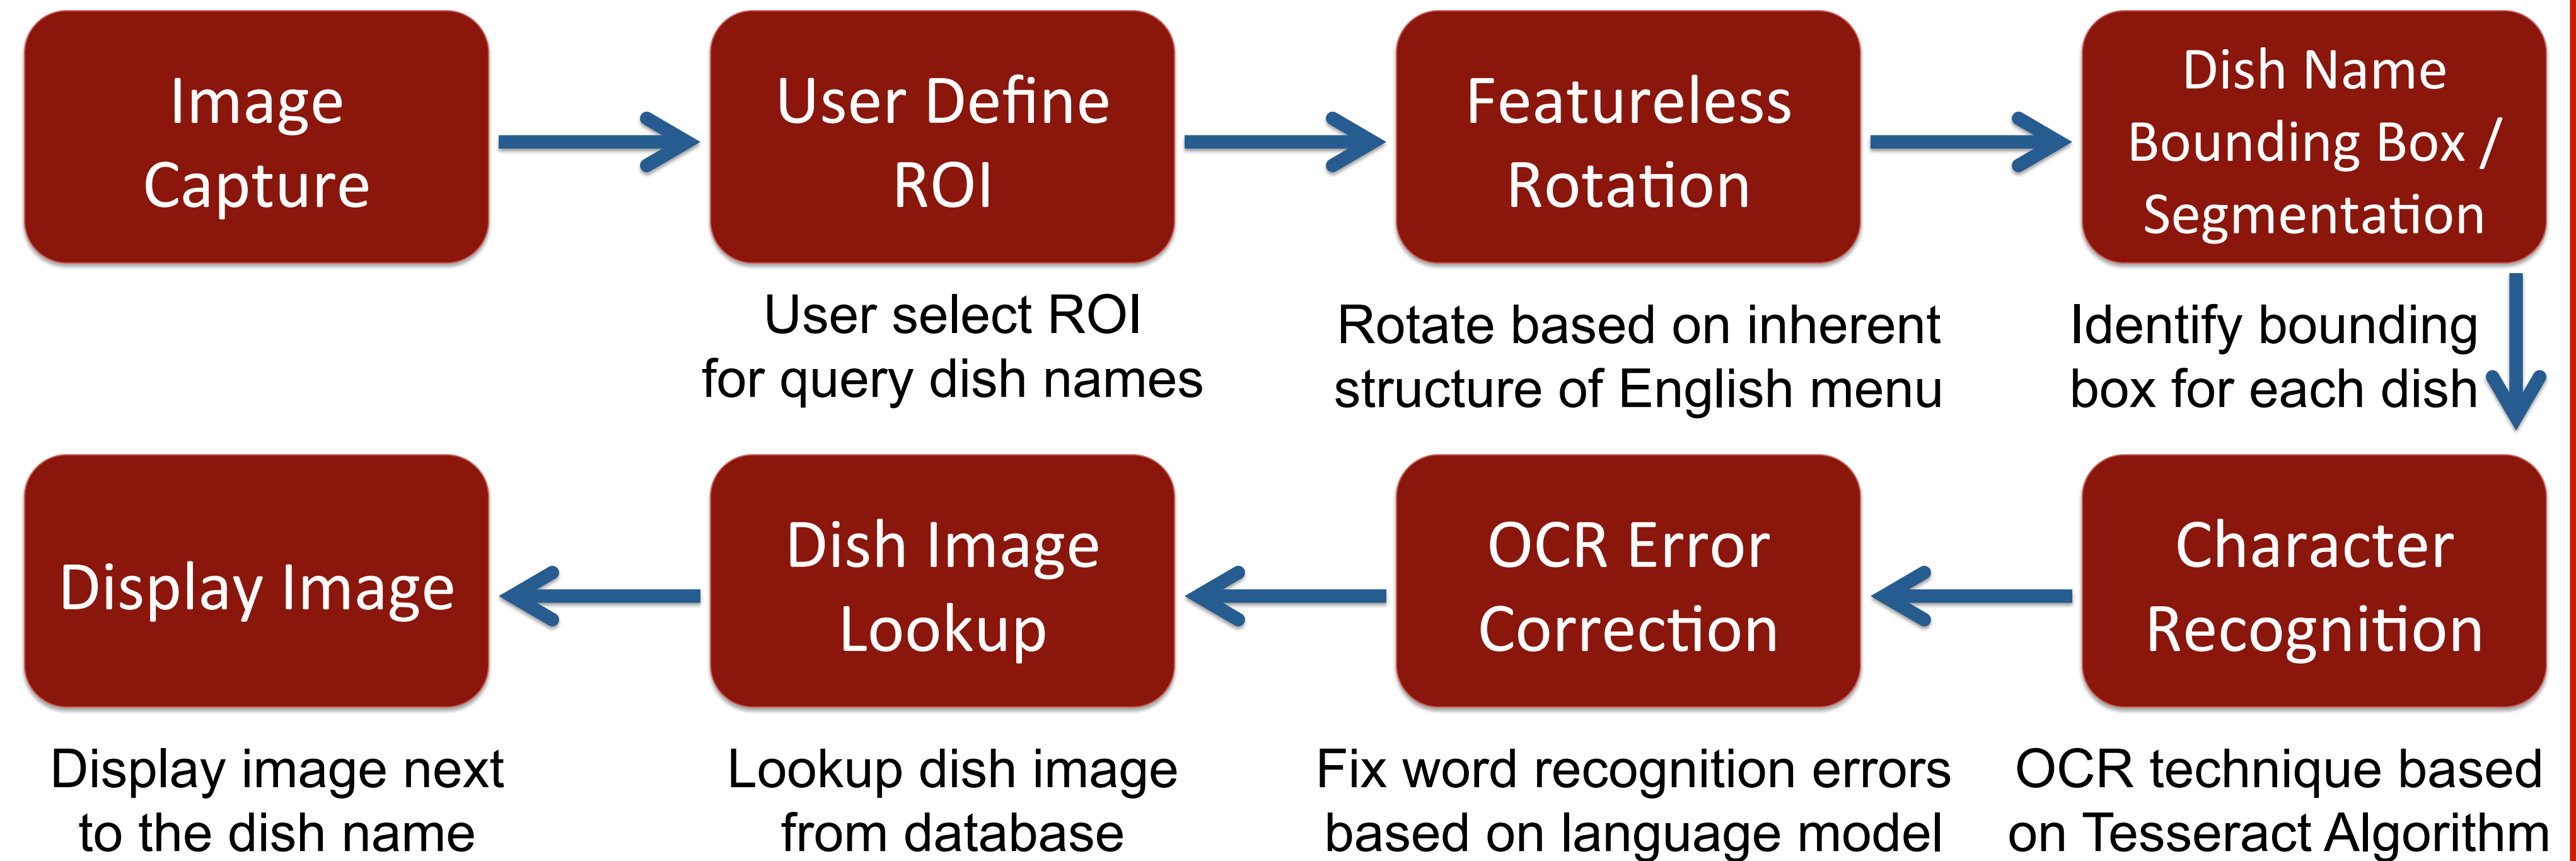 Image
Capture
User Define
ROI
User select ROI
for query dish names
Featureless
Rotation
Rotate based on inherent
structure of English menu
Dish Name
Bounding Box /
Segmentation
Identify bounding
box for each dish
Character
Recognition
OCR technique based
on Tesseract Algorithm
OCR Error
Correction
Fix word recognition errors
based on language model
Dish Image
Lookup
Lookup dish image
from database
Display Image
Display image next
to the dish name